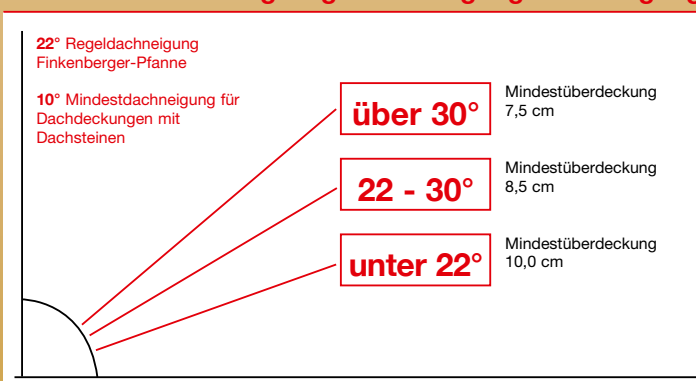 22° Regeldachneigung
Finkenberger-Pfanne
10° Mindestdachneigung für
Dachdeckungen mit
Dachsteinen
über 30°
Mindestüberdeckung
7,5 cm
22 - 30°
Mindestüberdeckung
8,5 cm
unter 22°
Mindestüberdeckung
10,0 cm